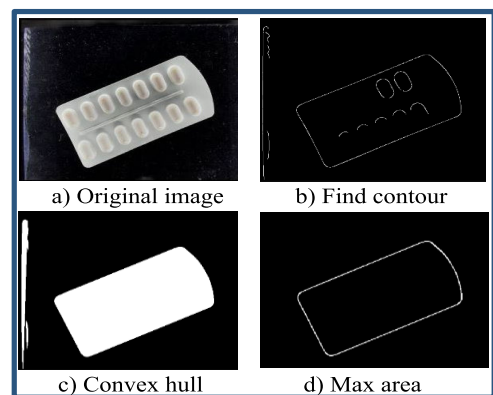 a) Original image
b) Find contour
c) Convex hull
d) Max area